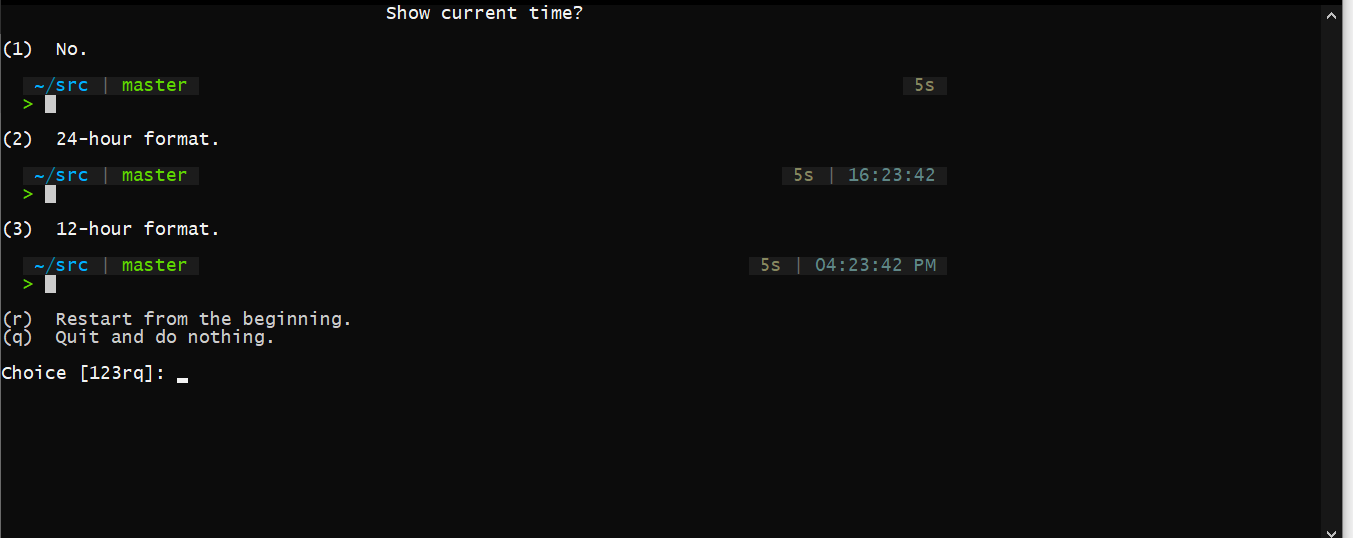 Show current time?
(1) No.
~/src | master 5s
>
(2) 24-hour format.
~/src | master 5s | 16:23:42
>
(3) 12-hour format.
~/src | master 5s | 04:23:42 PM
>
(r) Restart from the beginning.
(q) Quit and do nothing.
Choice [123rq]: